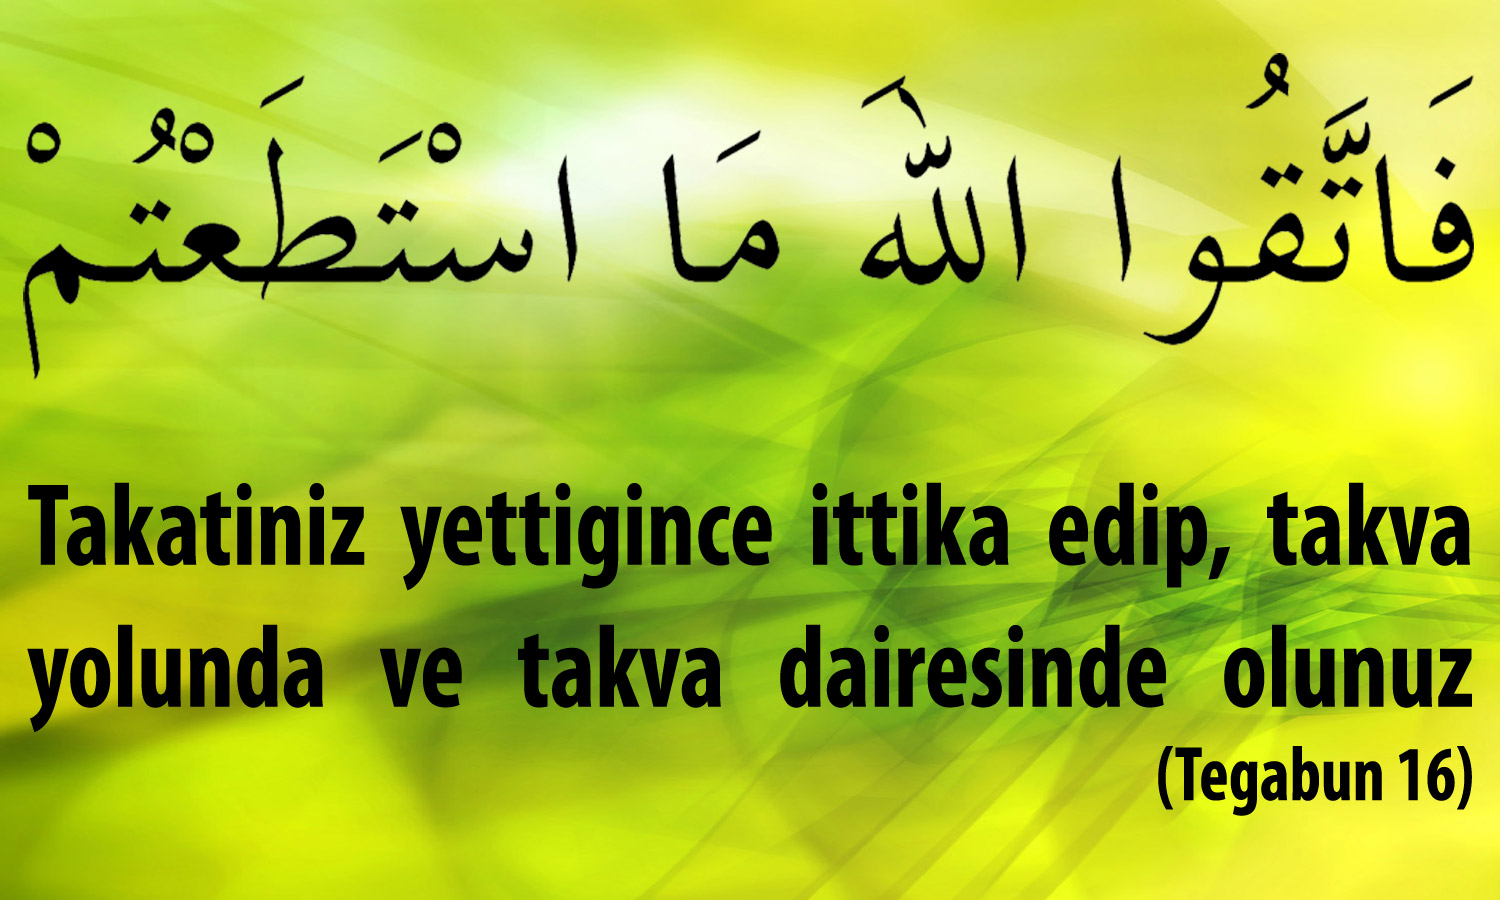 فَاتَّقُوا اللّٰهَ مَا اسْتَطَعْتُمْ
Takatiniz yettigince ittika edip, takva
yolunda ve takva dairesinde olunuz
(Tegabun 16)